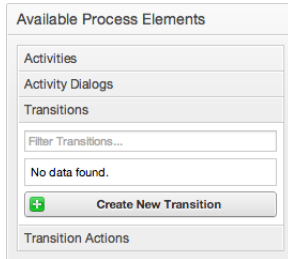 Available Process Elements
Activities
Activity Dialogs
Transitions
Filter Transitions...
No data found.
Create New Transition
Transition Actions